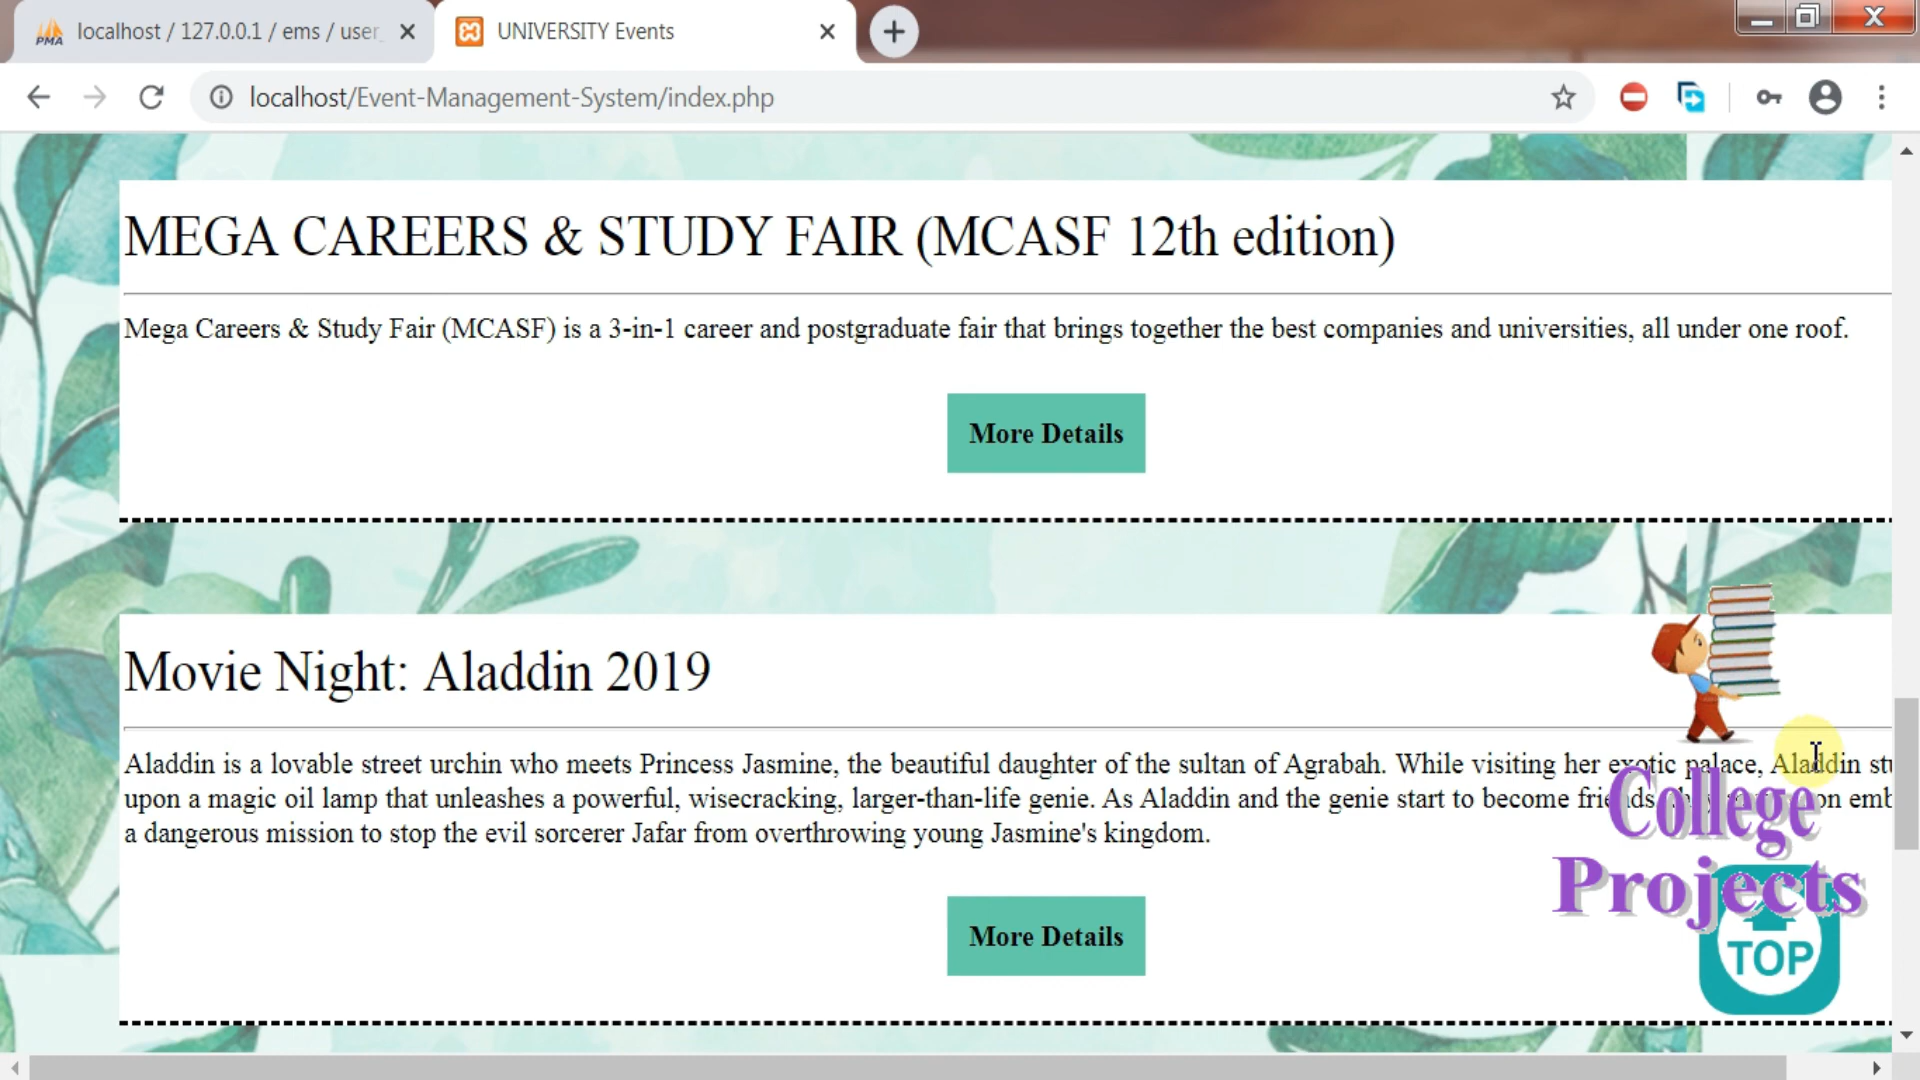 localhost / 127.0.0.1 / ems / user_
UNIVERSITY Events
localhost/Event-Management-System/index.php
MEGA CAREERS & STUDY FAIR (MCASF 12th edition)
Mega Careers & Study Fair (MCASF) is a 3-in-1 career and postgraduate fair that brings together the best companies and universities, all under one roof.
More Details
Movie Night: Aladdin 2019
Aladdin is a lovable street urchin who meets Princess Jasmine, the beautiful daughter of the sultan of Agrabah. While visiting her exotic palace, Aladdin stu
upon a magic oil lamp that unleashes a powerful, wisecracking, larger-than-life genie. As Aladdin and the genie start to become friends, on emb
a dangerous mission to stop the evil sorcerer Jafar from overthrowing young Jasmine's kingdom.
More Details
College
Projects
TOP
PMA